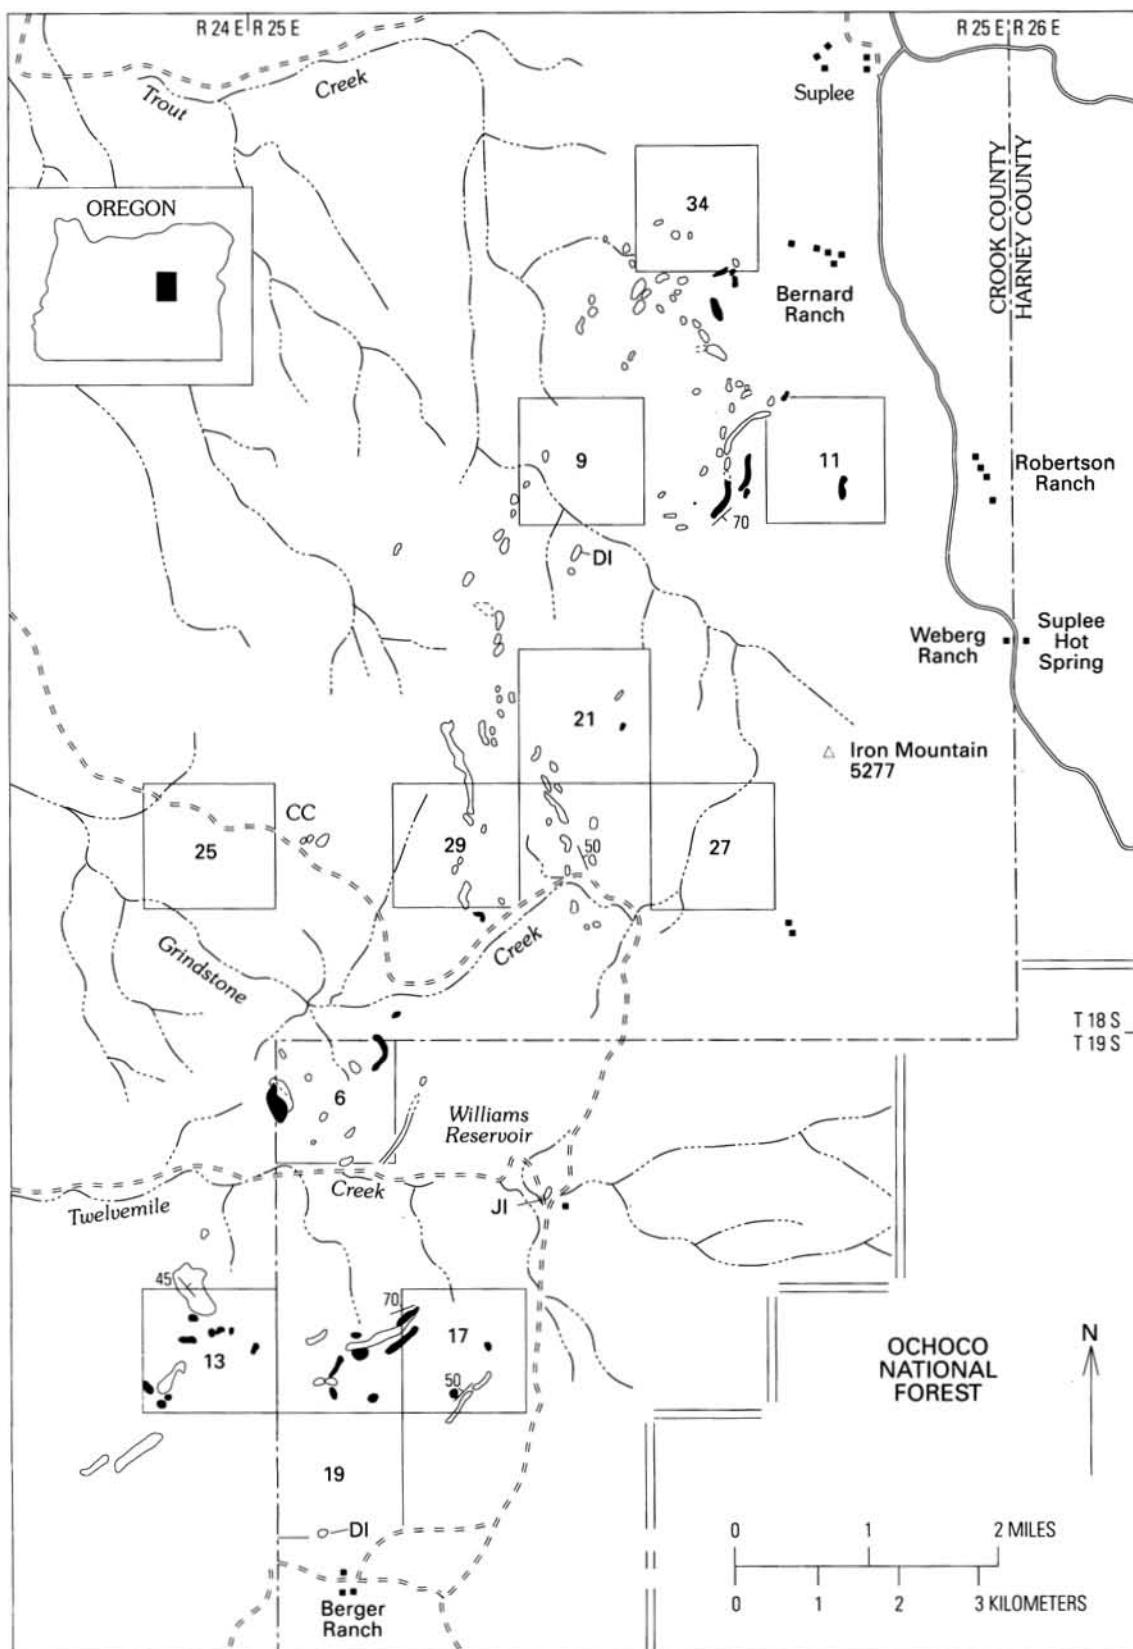 R 24 E R 25 E
R 25 E R 26 E
Trout
Creek
Suplee
OREGON
34
CROOK COUNTY
HARNEY COUNTY
Bernard
Ranch
9
11
Robertson
Ranch
70
DI
Weberg
Ranch
Suplee
Hot
Spring
21
Iron Mountain
5277
CC
25
29
50
27
Grindstone
Creek
T 18 S
T 19 S
6
Williams
Reservoir
Creek
Twelvemile
JI
45
70
17
13
50
OCHOCO
NATIONAL
FOREST
N
19
DI
0 1 2 MILES
0 1 2 3 KILOMETERS
Berger
Ranch